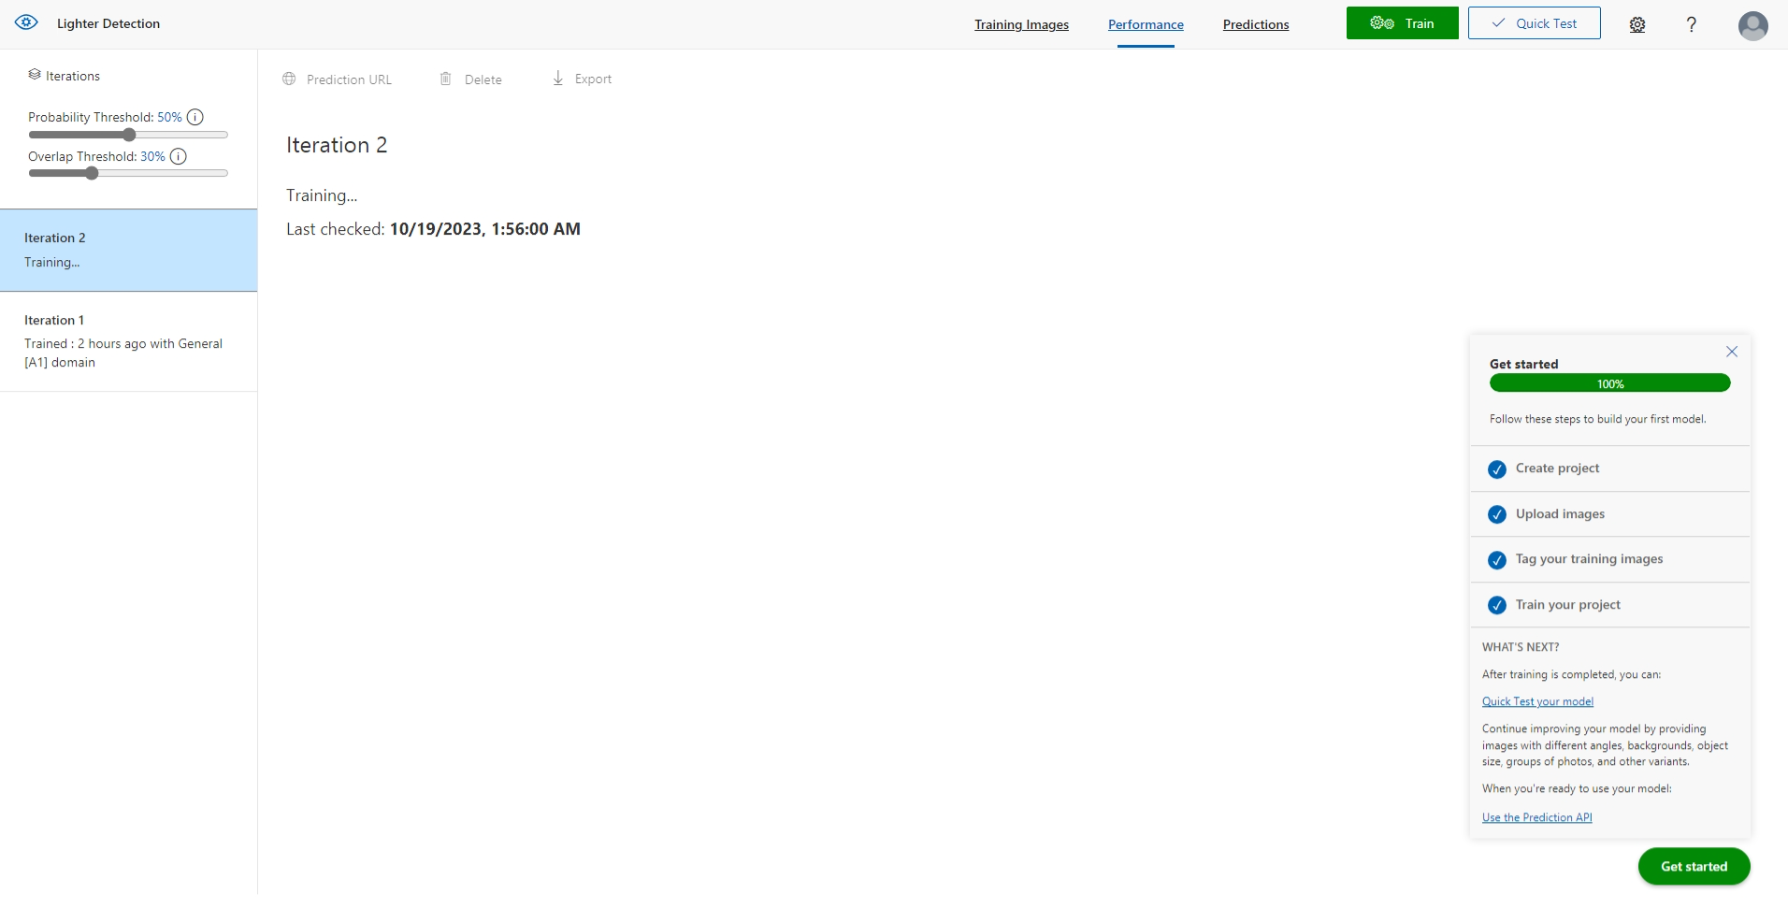 Lighter Detection
Training Images
Performance
Predictions
Train
Quick Test
?
Iterations
Probability Threshold: 50% i
Overlap Threshold: 30% i
Iteration 2
Training...
Iteration 1
Trained : 2 hours ago with General
[A1] domain
Prediction URL
Delete
Export
Iteration 2
Training...
Last checked: 10/19/2023, 1:56:00 AM
Get started
100%
Follow these steps to build your first model.
Create project
Upload images
Tag your training images
Train your project
WHAT'S NEXT?
After training is completed, you can:
Quick Test your model
Continue improving your model by providing
images with different angles, backgrounds, object
size, groups of photos, and other variants.
When you're ready to use your model:
Use the Prediction API
Get started